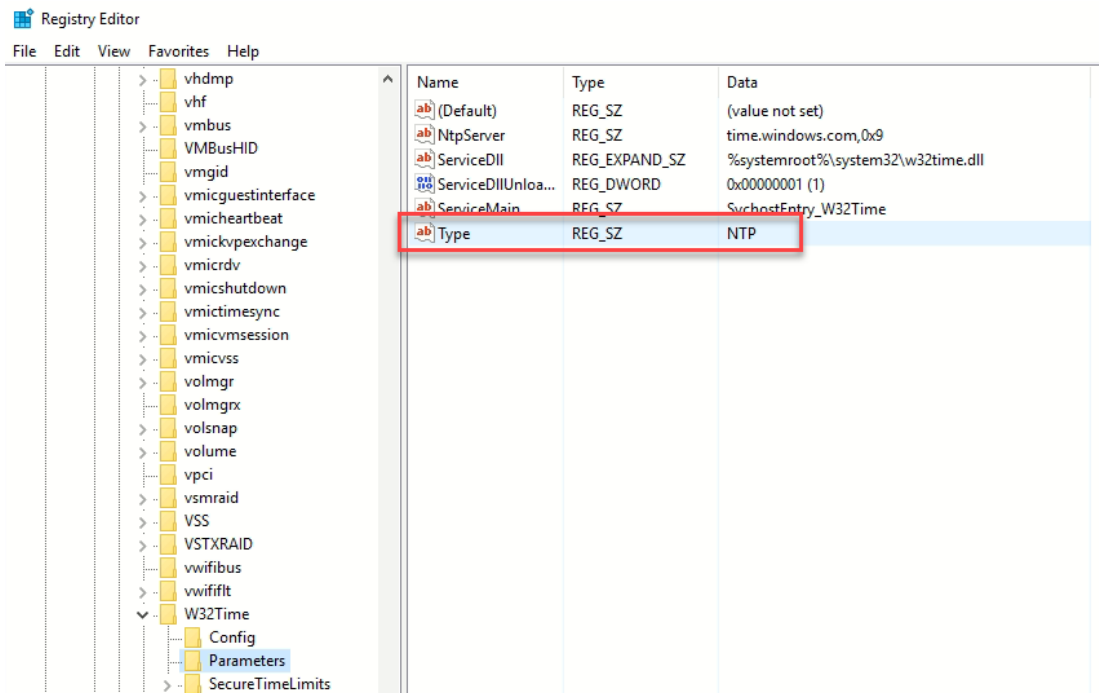 Registry Editor
File Edit View Favorites Help
vhdmp
vhf
vmbus
VMBusHID
vmgid
vmicguestinterface
vmicheartbeat
vmickvpexchange
vmicrdv
vmicshutdown
vmictimesync
vmicvmsession
vmicvss
volmgr
volmgrx
volsnap
volume
vpci
vsmraid
VSS
VSTXRAID
vwifibus
vwififlt
W32Time
Config
Parameters
SecureTimeLimits
Name Type Data
(Default) REG_SZ (value not set)
NtpServer REG_SZ time.windows.com,0x9
ServiceDll REG_EXPAND_SZ %systemroot%\system32\w32time.dll
ServiceDllUnloa... REG_DWORD 0x00000001 (1)
ServiceMain REG_SZ SvchostEntry_W32Time
Type REG_SZ NTP